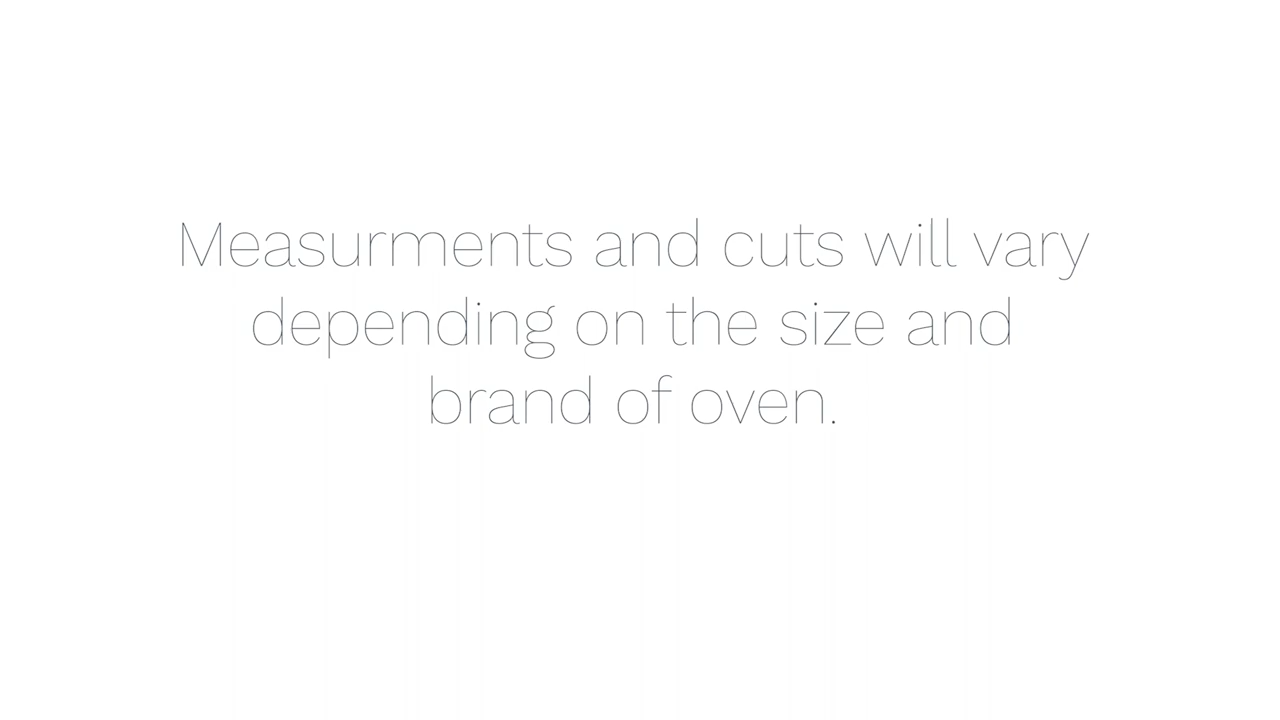 Measurments and cuts will vary
depending on the size and
brand of oven.